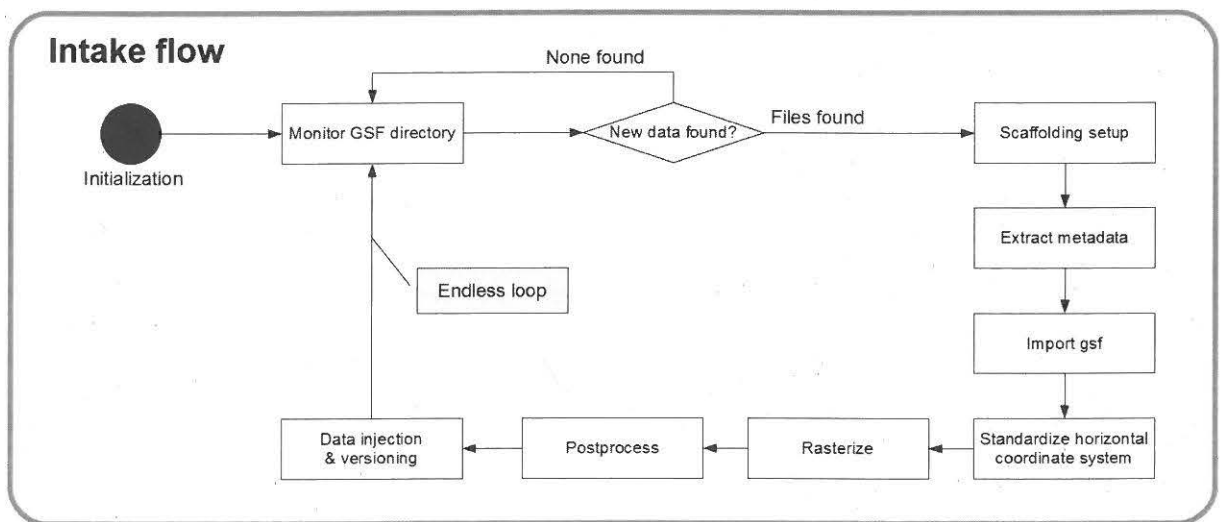 Intake flow
None found
Monitor GSF directory
New data found?
Files found
Scaffolding setup
Initialization
Extract metadata
Endless loop
Import gsf
Data injection
& versioning
Postprocess
Rasterize
Standardize horizontal
coordinate system